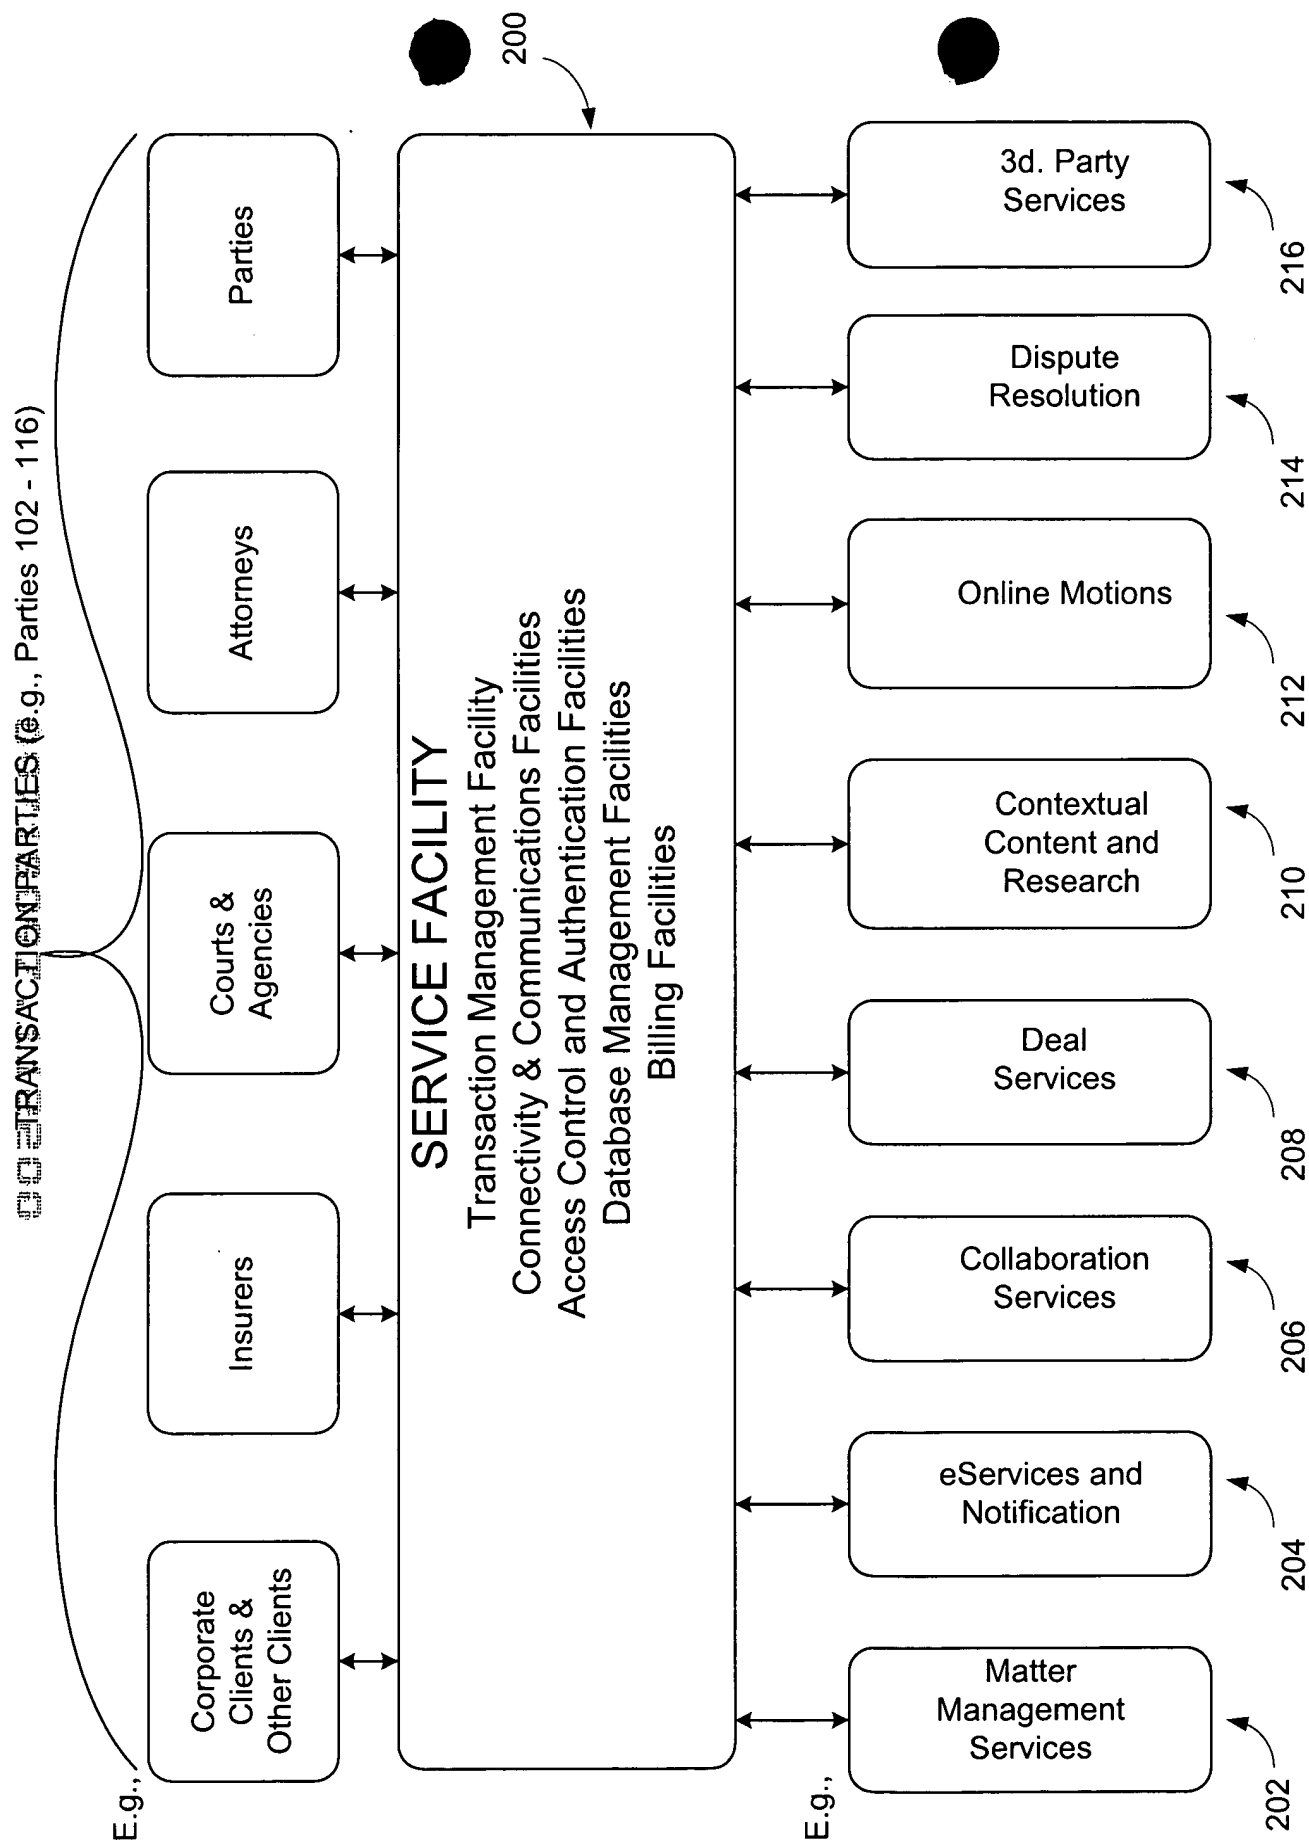 TRANSACTION PARTIES (e.g., Parties 102 - 116)
E.g.,
Corporate
Clients &
Other Clients
Insurers
Courts &
Agencies
Attorneys
Parties
200
SERVICE FACILITY
Transaction Management Facility
Connectivity & Communications Facilities
Access Control and Authentication Facilities
Database Management Facilities
Billing Facilities
E.g.,
Matter
Management
Services
eServices and
Notification
Collaboration
Services
Deal
Services
Contextual
Content and
Research
Online Motions
Dispute
Resolution
3d. Party
Services
202
204
206
208
210
212
214
216